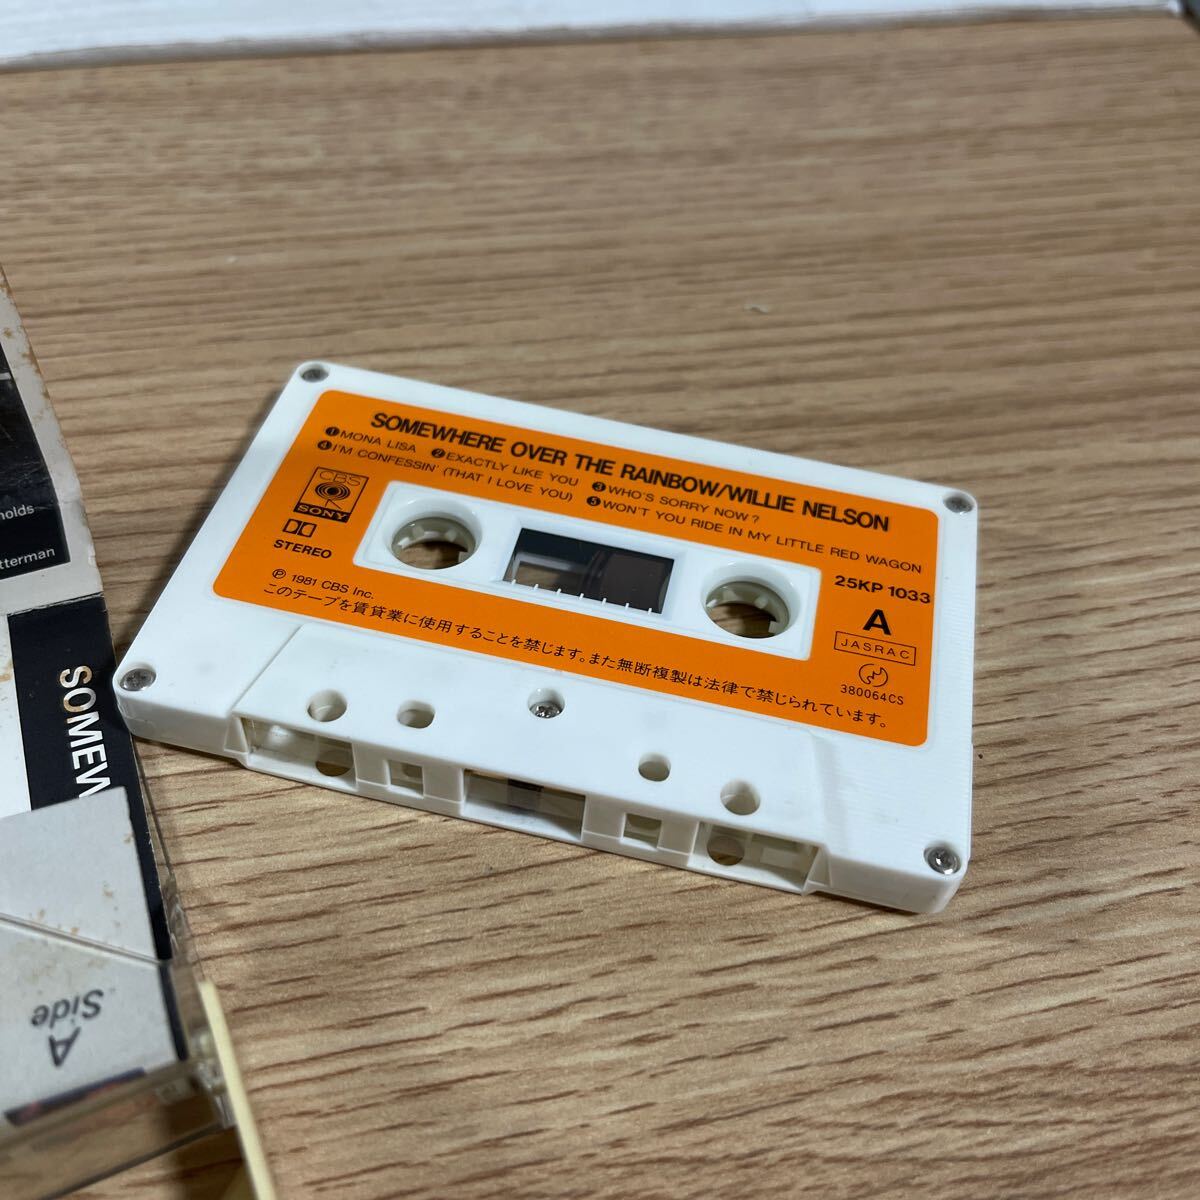 SOMEWHERE OVER THE RAINBOW/WILLIE NELSON
❶MONA LISA ❷EXACTLY LIKE YOU ❸WHO'S SORRY NOW?
❹I'M CONFESSIN' (THAT I LOVE YOU) ❺WON'T YOU RIDE IN MY LITTLE RED WAGON
CBS
SONY
STEREO
25KP 1033
A
JASRAC
380064CS
Ⓟ 1981 CBS Inc.
このテープを賃貸業に使用することを禁じます。また無断複製は法律で禁じられています。
nolds
tterman
SOMEW
A
Side